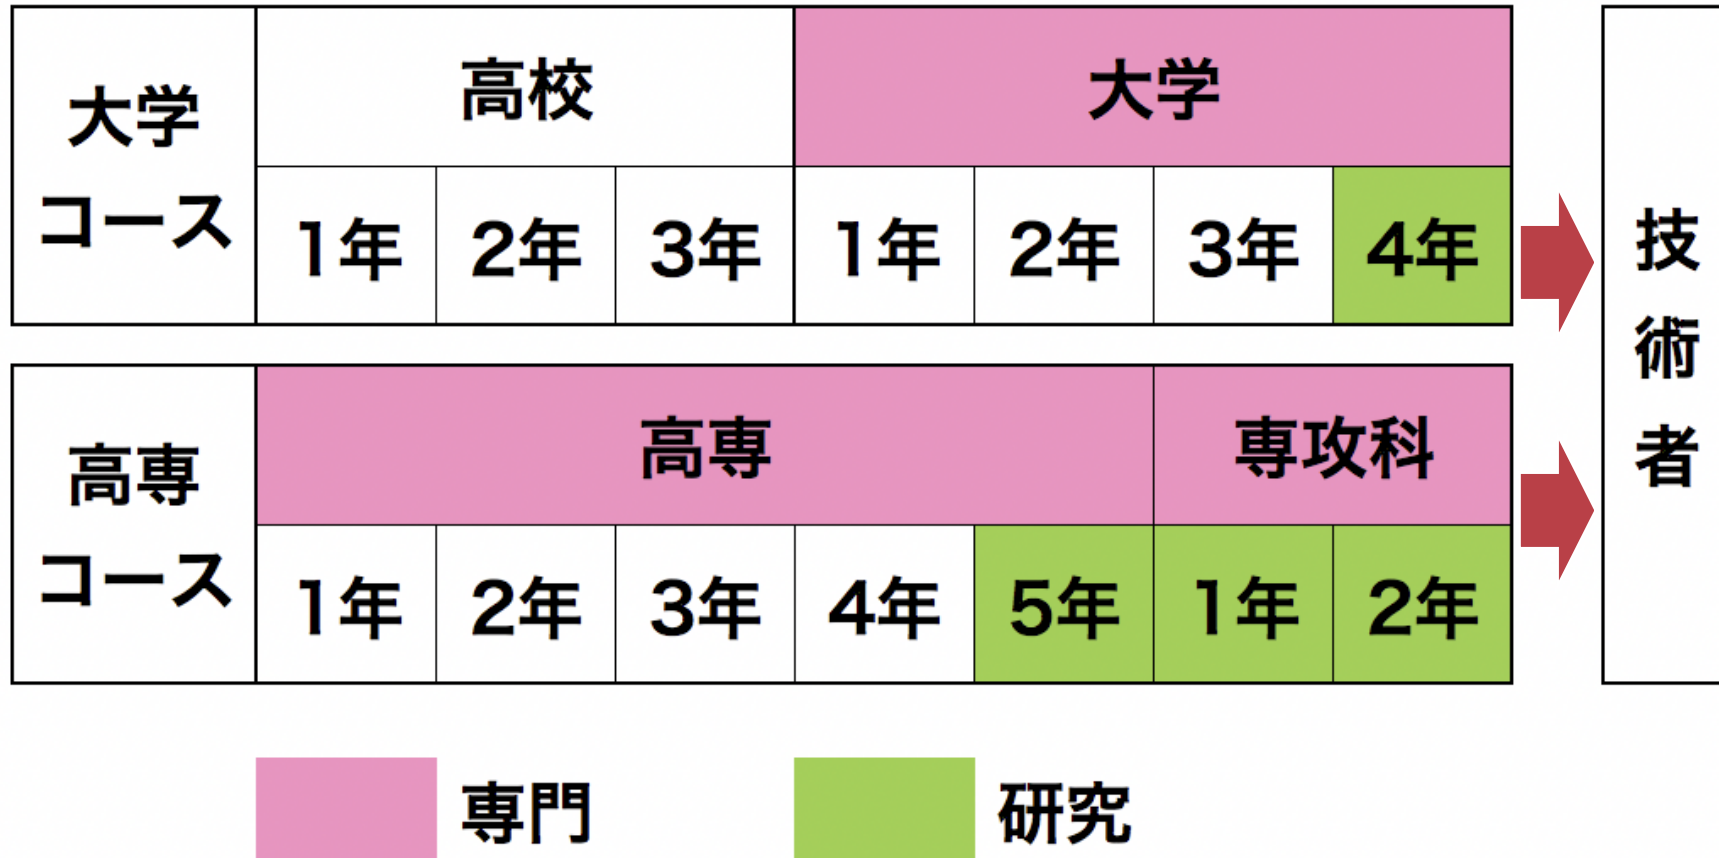 大学
コース
高校
大学
1年 2年 3年 1年 2年 3年 4年
高専
コース
高専
専攻科
1年 2年 3年 4年 5年 1年 2年
技
術
者
専門
研究